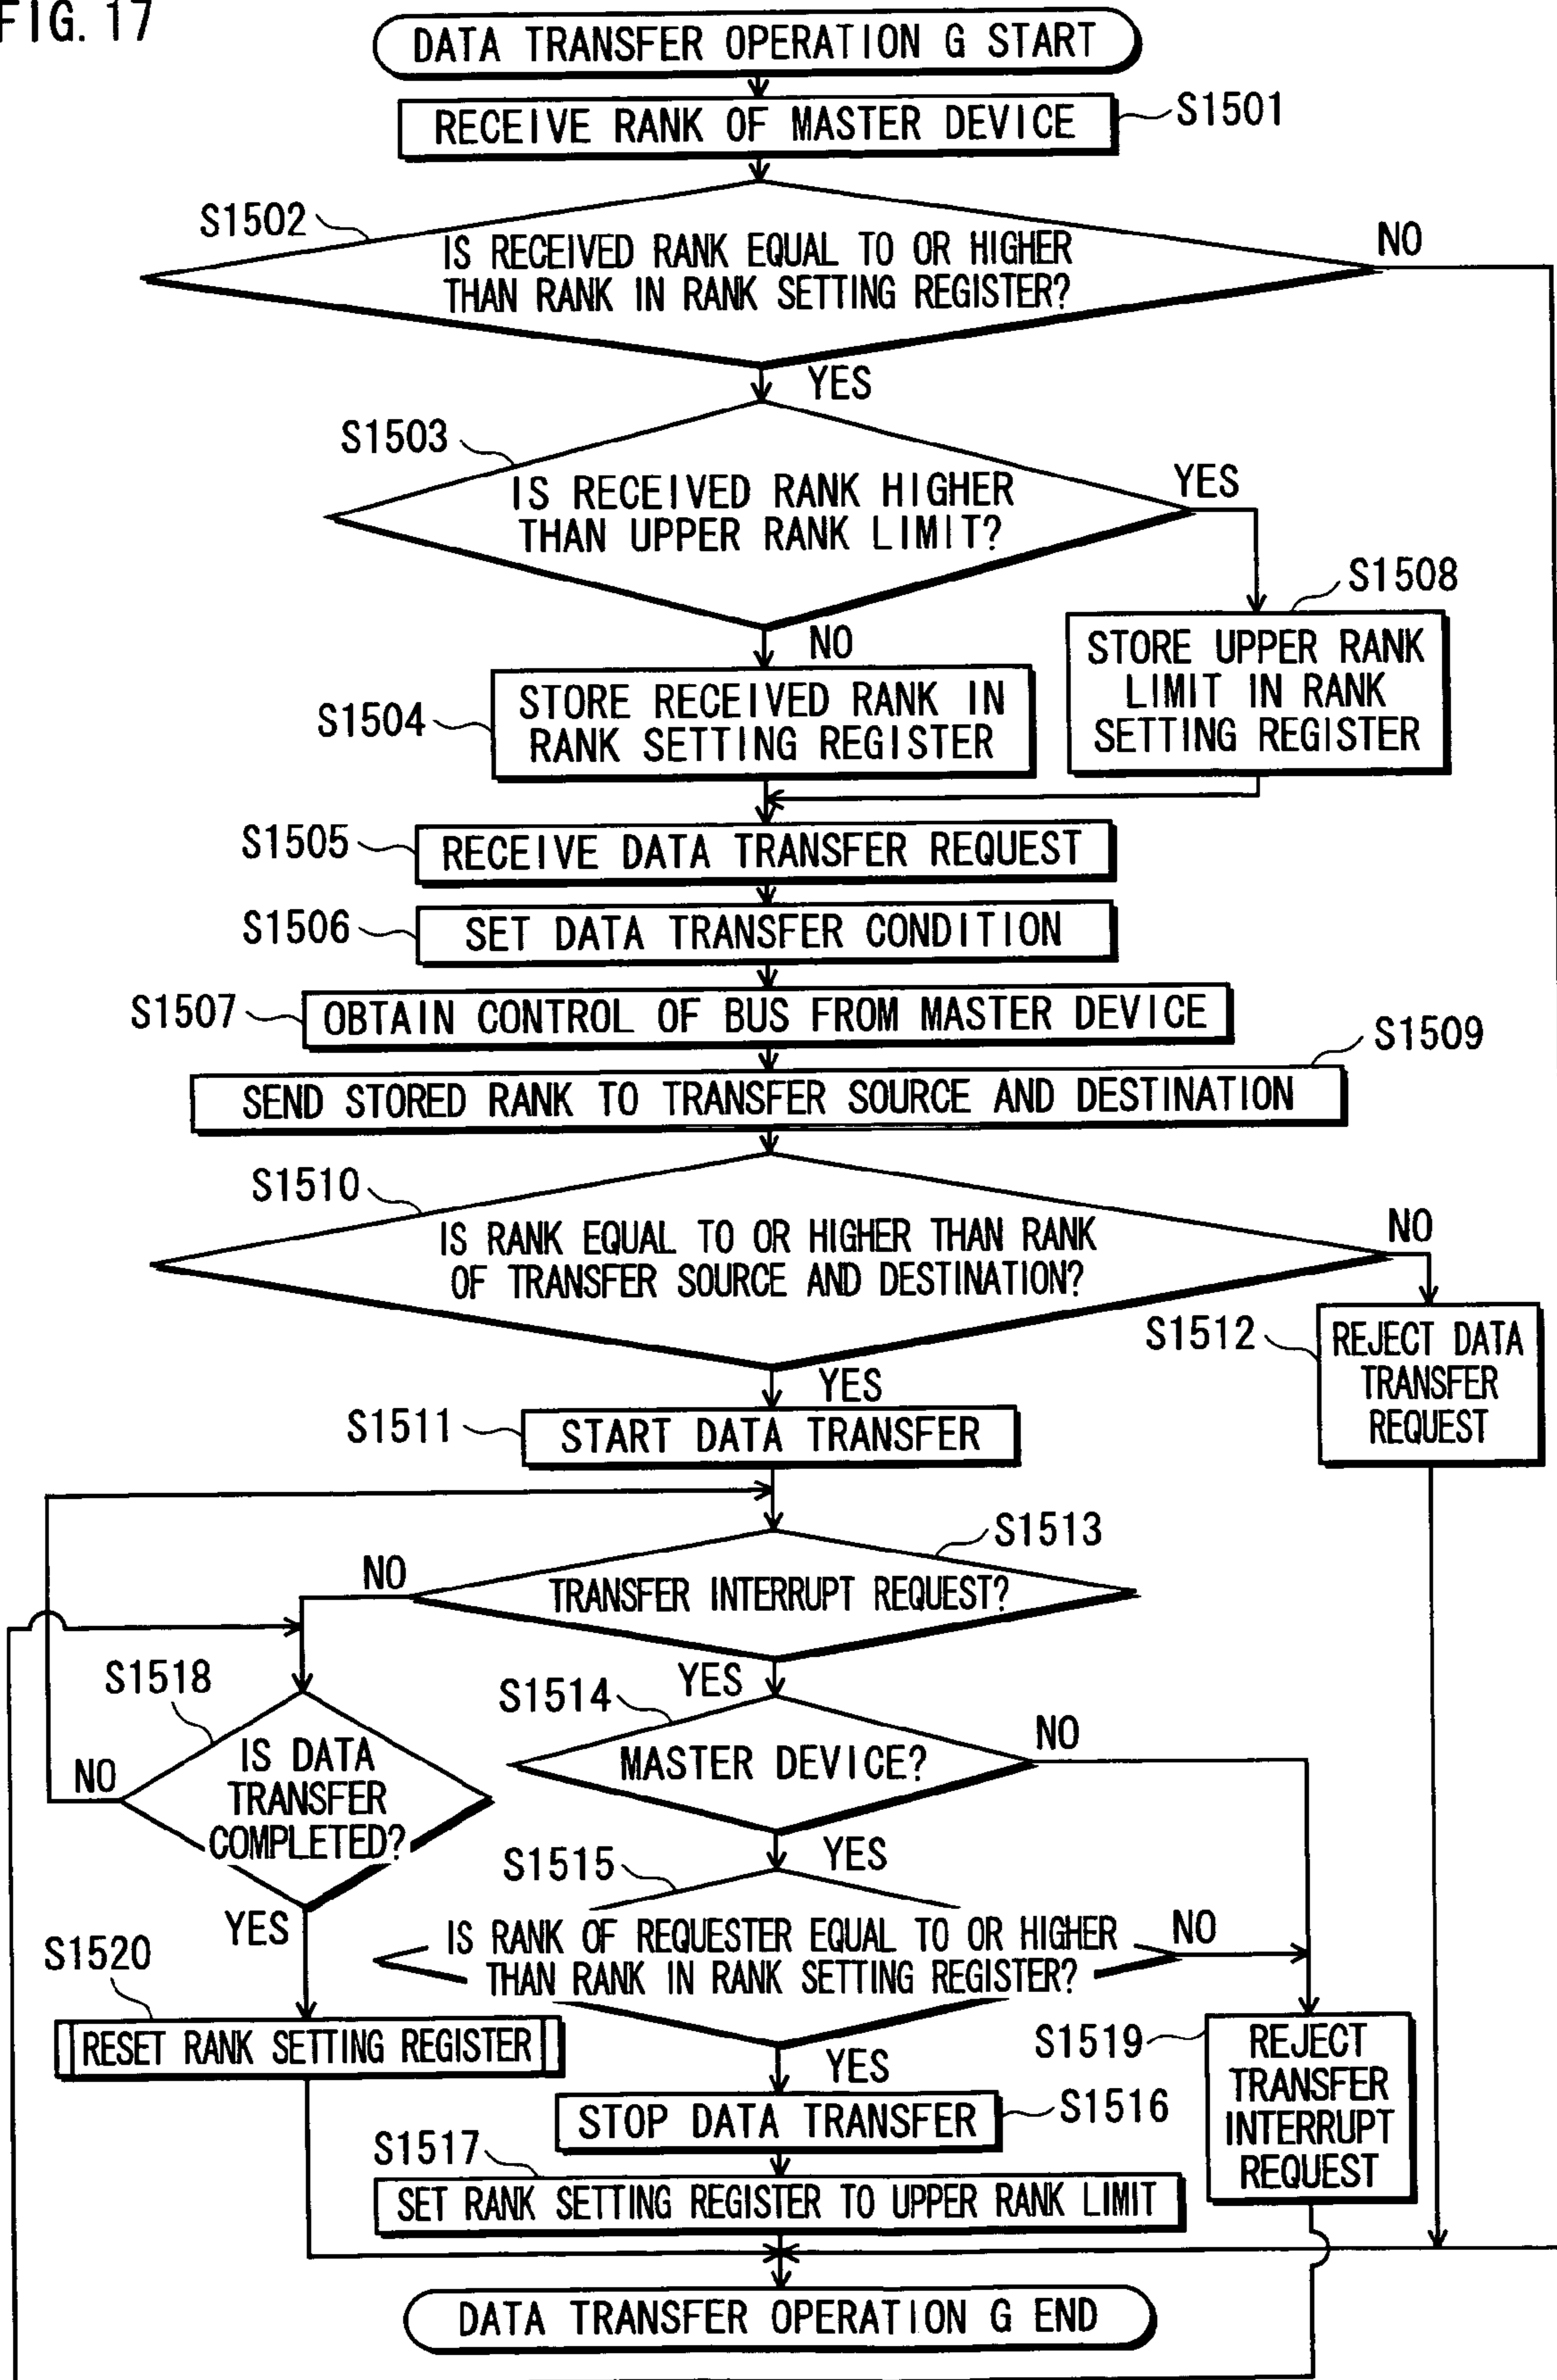 FIG. 17
DATA TRANSFER OPERATION G START
RECEIVE RANK OF MASTER DEVICE
S1501
S1502
IS RECEIVED RANK EQUAL TO OR HIGHER
THAN RANK IN RANK SETTING REGISTER?
NO
YES
S1503
IS RECEIVED RANK HIGHER
THAN UPPER RANK LIMIT?
YES
NO
S1508
STORE UPPER RANK
LIMIT IN RANK
SETTING REGISTER
S1504
STORE RECEIVED RANK IN
RANK SETTING REGISTER
S1505
RECEIVE DATA TRANSFER REQUEST
S1506
SET DATA TRANSFER CONDITION
S1507
OBTAIN CONTROL OF BUS FROM MASTER DEVICE
S1509
SEND STORED RANK TO TRANSFER SOURCE AND DESTINATION
S1510
IS RANK EQUAL TO OR HIGHER THAN RANK
OF TRANSFER SOURCE AND DESTINATION?
NO
YES
S1512
REJECT DATA
TRANSFER
REQUEST
S1511
START DATA TRANSFER
S1513
TRANSFER INTERRUPT REQUEST?
NO
YES
S1518
IS DATA
TRANSFER
COMPLETED?
NO
YES
S1514
MASTER DEVICE?
NO
YES
S1515
IS RANK OF REQUESTER EQUAL TO OR HIGHER
THAN RANK IN RANK SETTING REGISTER?
NO
YES
S1520
RESET RANK SETTING REGISTER
S1519
REJECT
TRANSFER
INTERRUPT
REQUEST
STOP DATA TRANSFER
S1516
S1517
SET RANK SETTING REGISTER TO UPPER RANK LIMIT
DATA TRANSFER OPERATION G END